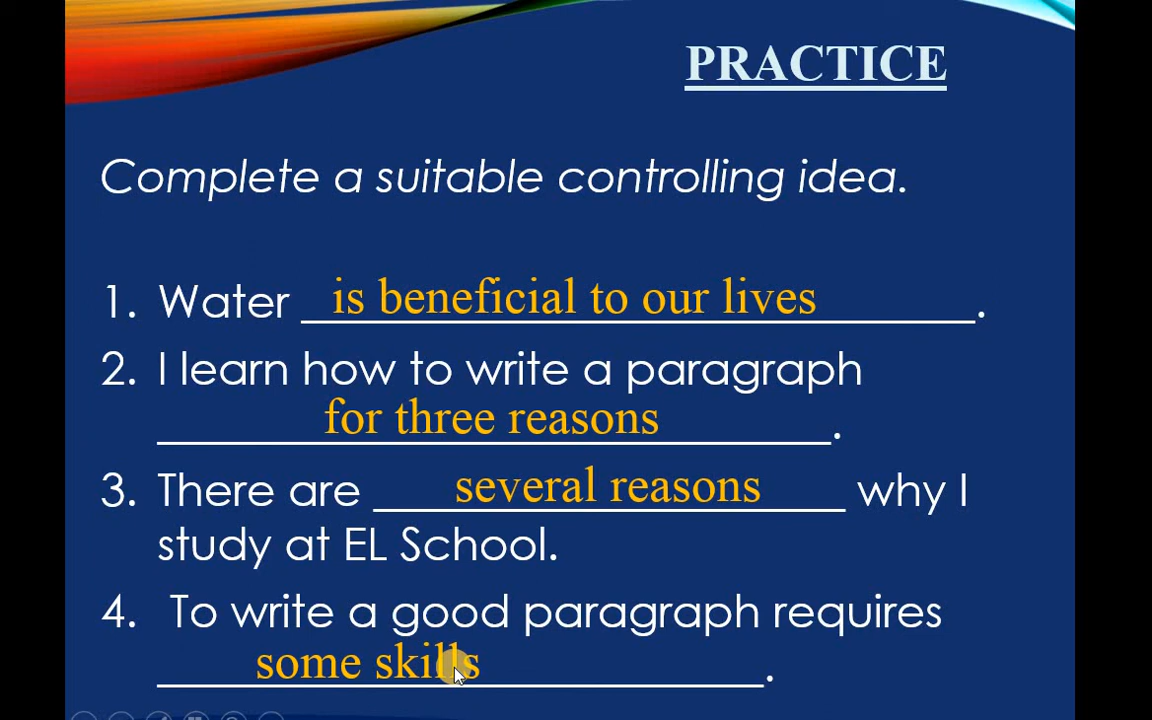 PRACTICE
Complete a suitable controlling idea.
1. Water is beneficial to our lives.
2. I learn how to write a paragraph
for three reasons.
3. There are several reasons why I
study at EL School.
4. To write a good paragraph requires
some skills.